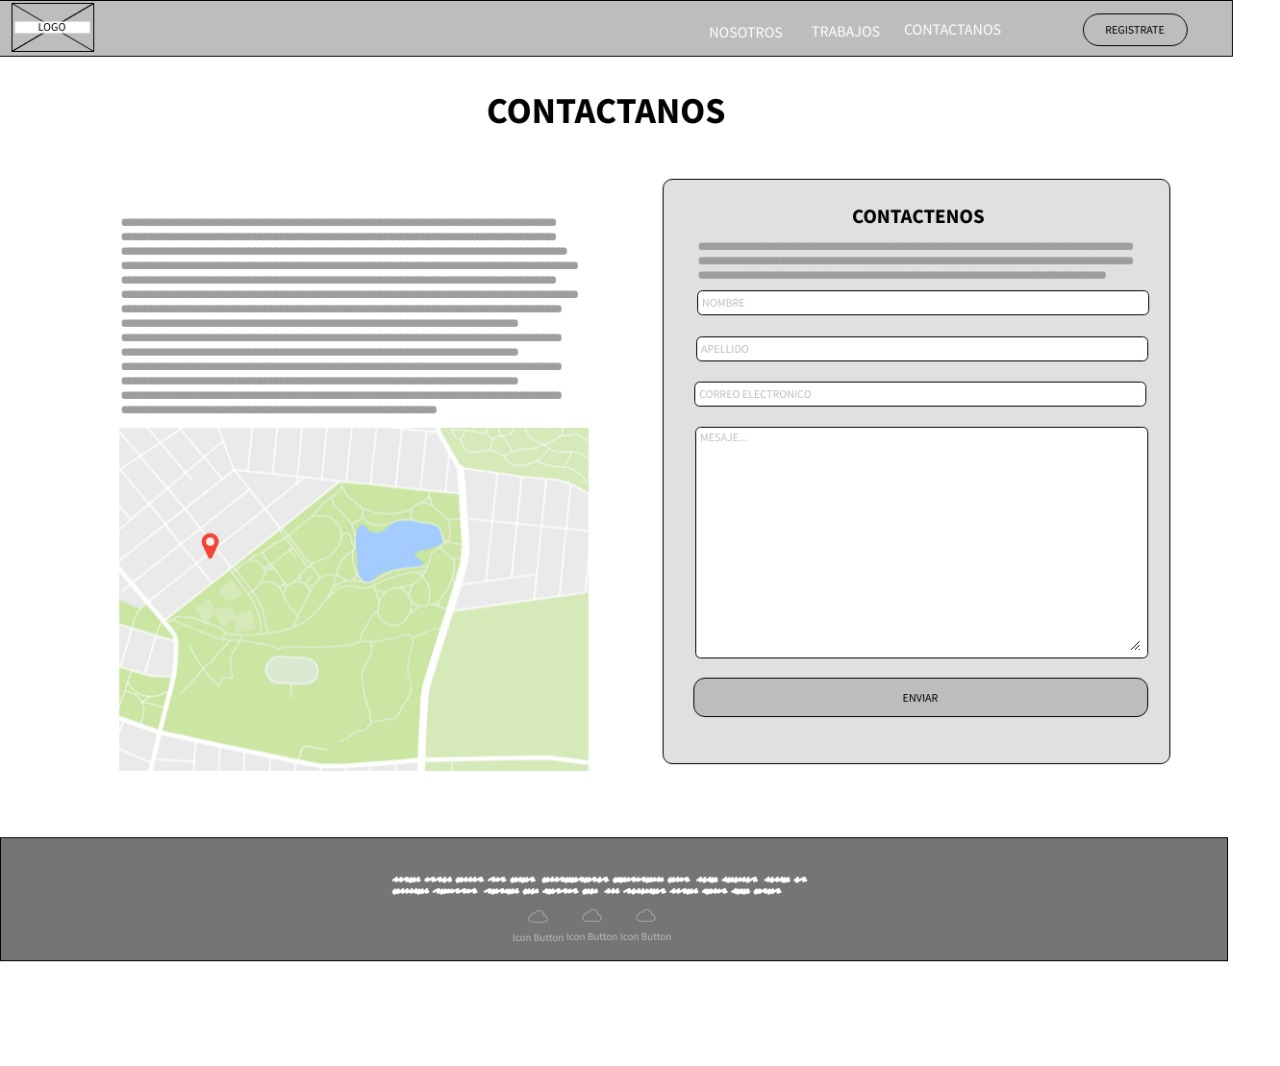 LOGO
NOSOTROS
TRABAJOS
CONTACTANOS
REGISTRATE
CONTACTANOS
CONTACTENOS
NOMBRE
APELLIDO
CORREO ELECTRONICO
MESAJE...
ENVIAR
Icon Button
Icon Button
Icon Button